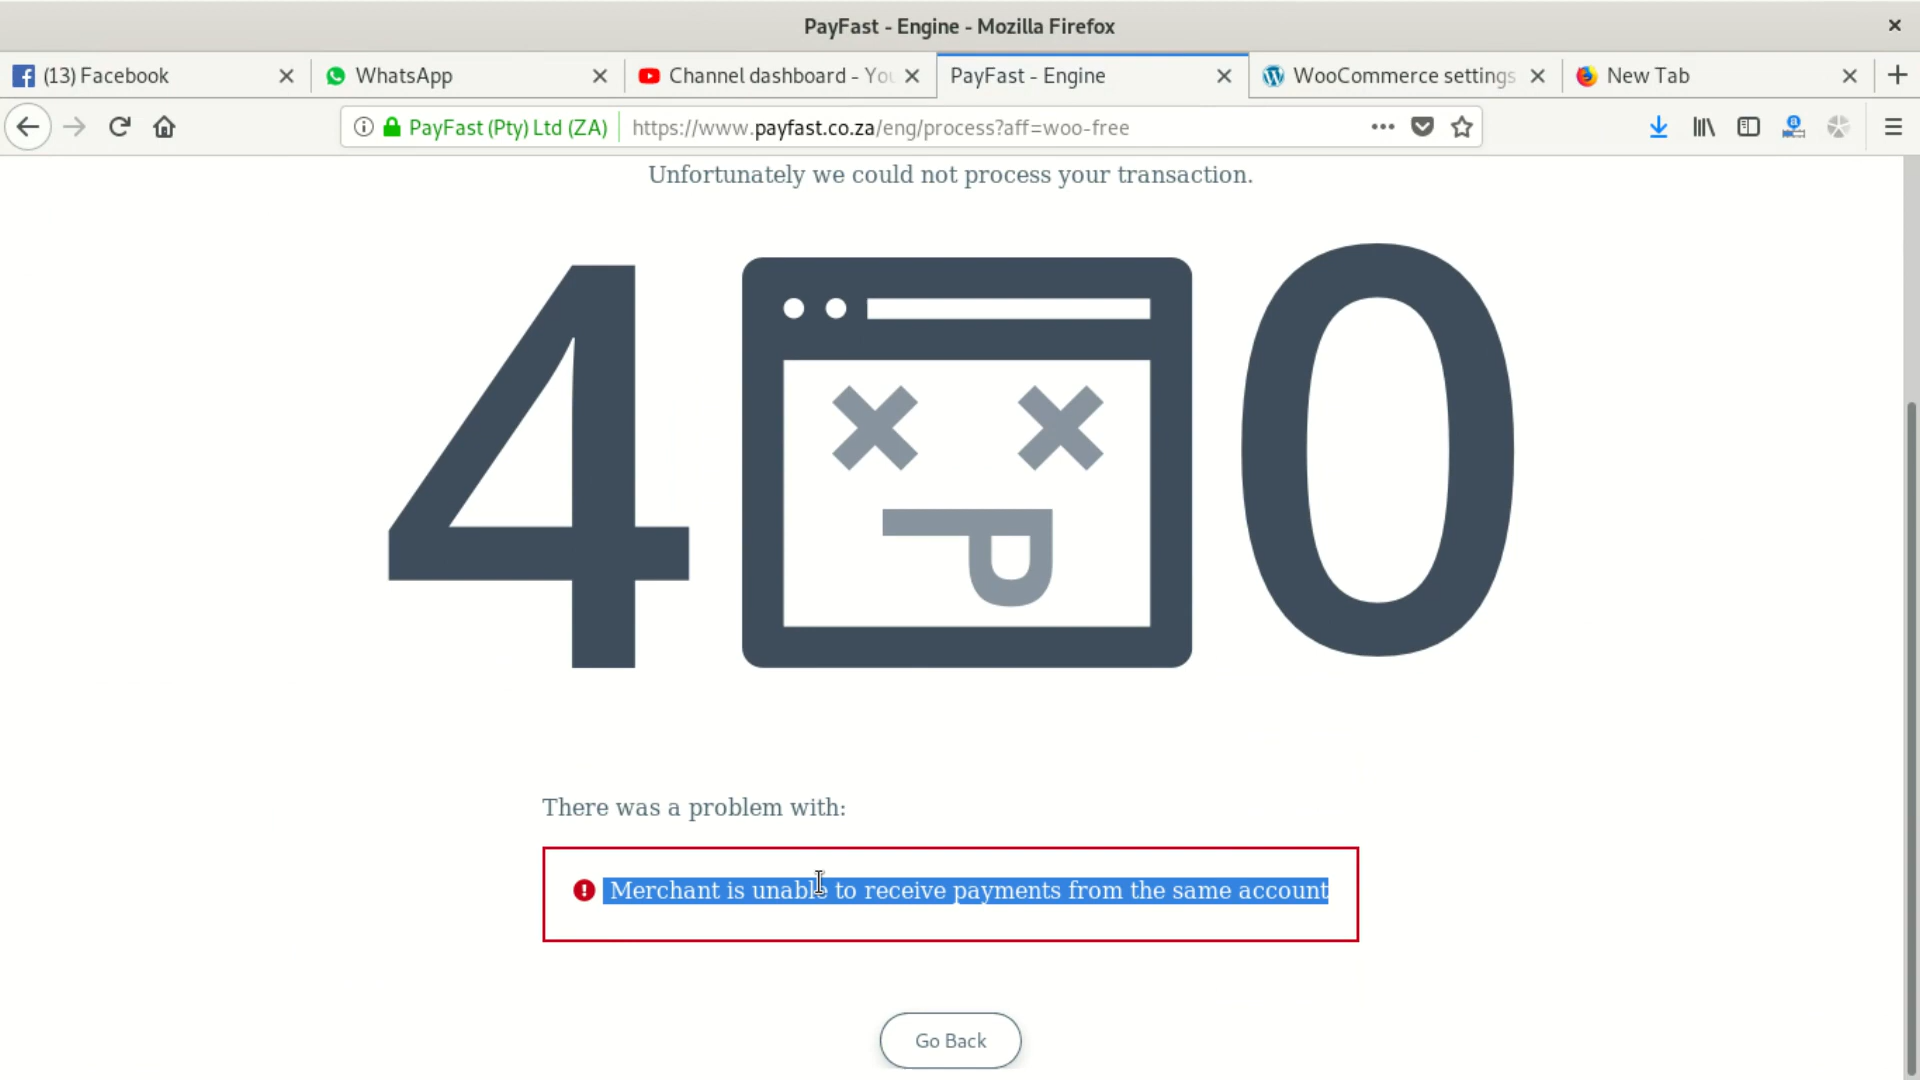 PayFast - Engine - Mozilla Firefox
(13) Facebook
WhatsApp
Channel dashboard - You
PayFast - Engine
WooCommerce settings
New Tab
PayFast (Pty) Ltd (ZA)
https://www.payfast.co.za/eng/process?aff=woo-free
Unfortunately we could not process your transaction.
4 0
P
There was a problem with:
Merchant is unable to receive payments from the same account
Go Back